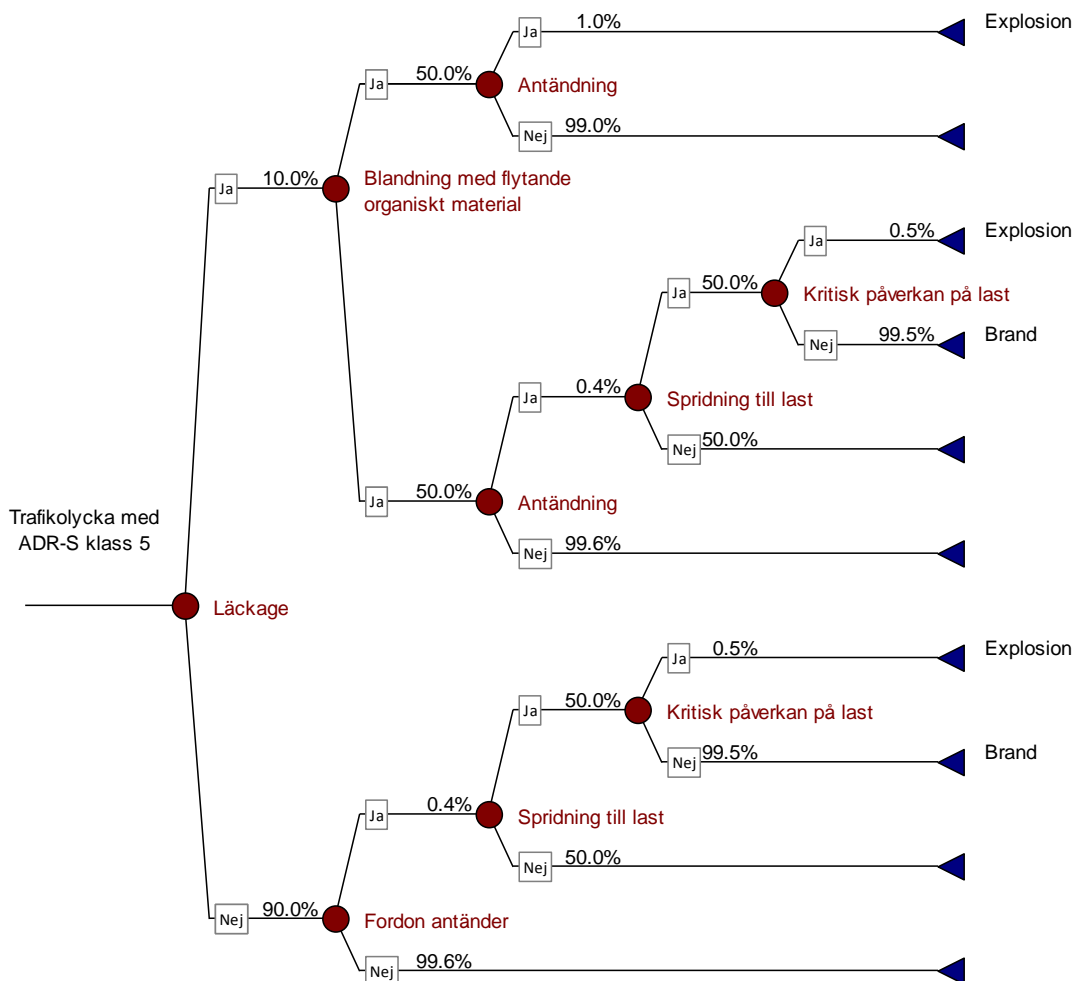 Ja
1.0%
Explosion
Ja
50.0%
Antändning
Nej
99.0%
Ja
10.0%
Blandning med flytande
organiskt material
Ja
0.5%
Explosion
Ja
50.0%
Kritisk påverkan på last
Nej
99.5%
Brand
Ja
0.4%
Spridning till last
Nej
50.0%
Ja
50.0%
Antändning
Nej
99.6%
Trafikolycka med
ADR-S klass 5
Läckage
Ja
0.5%
Explosion
Ja
50.0%
Kritisk påverkan på last
Nej
99.5%
Brand
Ja
0.4%
Spridning till last
Nej
50.0%
Nej
90.0%
Fordon antänder
Nej
99.6%